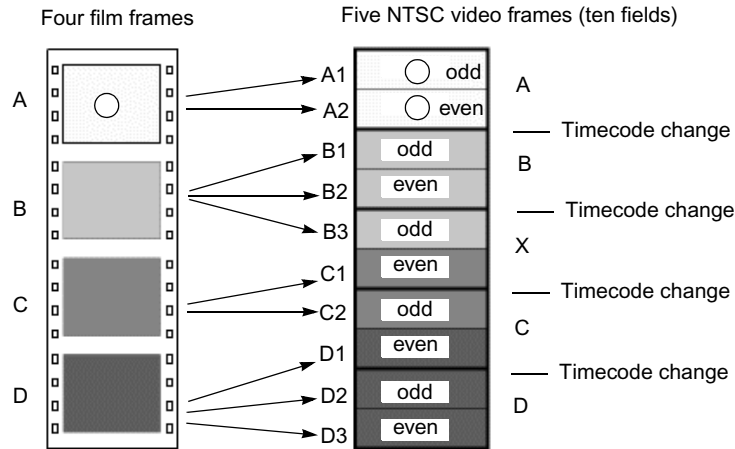 Four film frames
Five NTSC video frames (ten fields)
A
A1
odd
A
A2
even
Timecode change
B
B1
odd
B
B2
even
Timecode change
B3
odd
X
C
C1
even
Timecode change
C2
odd
C
D1
even
Timecode change
D
D2
odd
D
D3
even